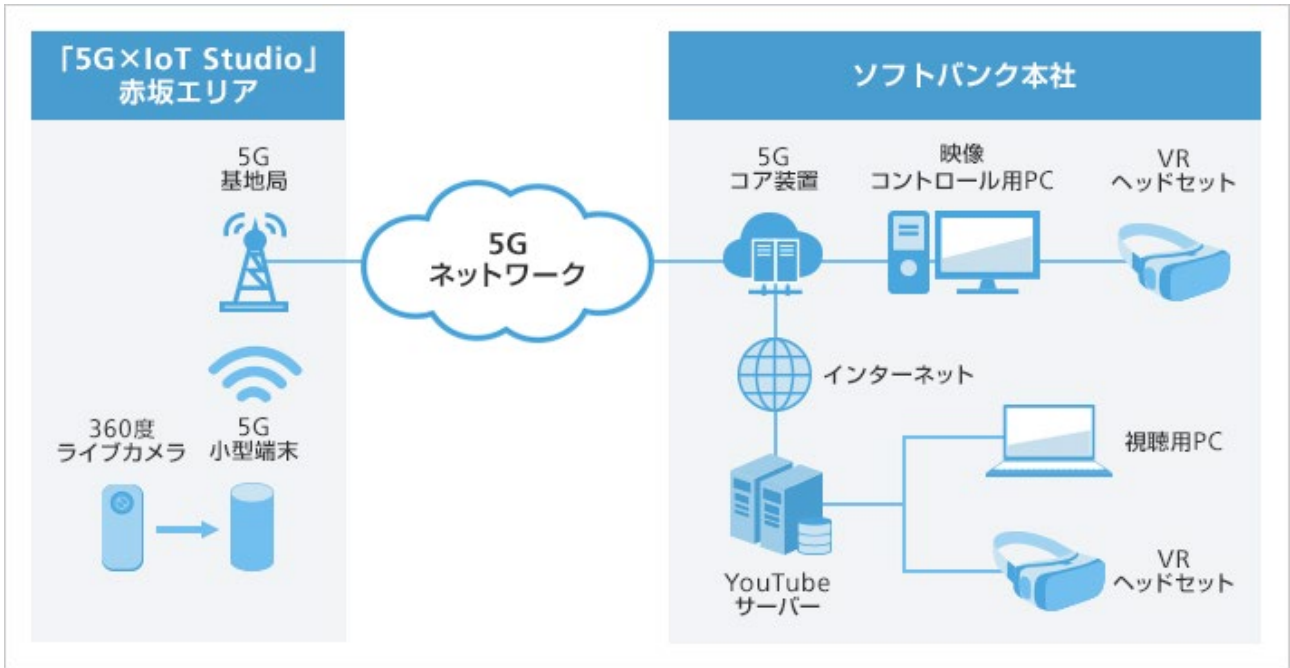 「5G×IoT Studio」
赤坂エリア
5G
基地局
360度
ライブカメラ
5G
小型端末
5G
ネットワーク
ソフトバンク本社
5G
コア装置
映像
コントロール用PC
VR
ヘッドセット
インターネット
視聴用PC
YouTube
サーバー
VR
ヘッドセット